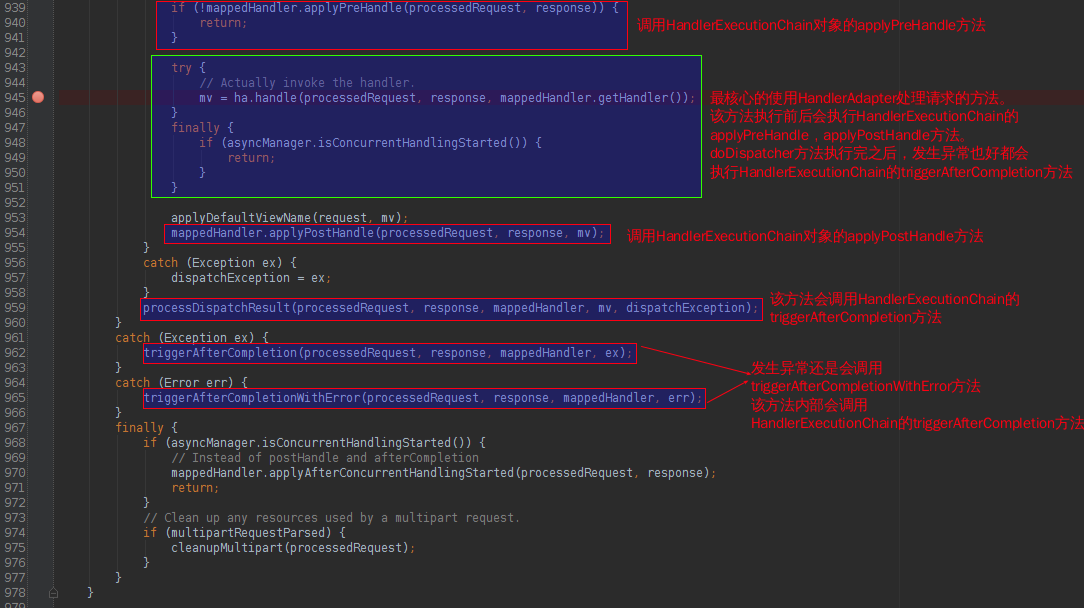 939 if (!mappedHandler.applyPreHandle(processedRequest, response)) {
940 return;
941 }
调用HandlerExecutionChain对象的applyPreHandle方法
942
943 try {
944 // Actually invoke the handler.
945 mv = ha.handle(processedRequest, response, mappedHandler.getHandler());
946 }
947 finally {
948 if (asyncManager.isConcurrentHandlingStarted()) {
949 return;
950 }
951 }
最核心的使用HandlerAdapter处理请求的方法。
该方法执行前后会执行HandlerExecutionChain的
applyPreHandle，applyPostHandle方法。
doDispatcher方法执行完之后，发生异常也好都会
执行HandlerExecutionChain的triggerAfterCompletion方法
952
953 applyDefaultViewName(request, mv);
954 mappedHandler.applyPostHandle(processedRequest, response, mv);
调用HandlerExecutionChain对象的applyPostHandle方法
955 }
956 catch (Exception ex) {
957 dispatchException = ex;
958 }
959 processDispatchResult(processedRequest, response, mappedHandler, mv, dispatchException);
该方法会调用HandlerExecutionChain的
triggerAfterCompletion方法
960 }
961 catch (Exception ex) {
962 triggerAfterCompletion(processedRequest, response, mappedHandler, ex);
963 }
964 catch (Error err) {
965 triggerAfterCompletionWithError(processedRequest, response, mappedHandler, err);
966 }
发生异常还是会调用
triggerAfterCompletionWithError方法
该方法内部会调用
HandlerExecutionChain的triggerAfterCompletion方法
967 finally {
968 if (asyncManager.isConcurrentHandlingStarted()) {
969 // Instead of postHandle and afterCompletion
970 mappedHandler.applyAfterConcurrentHandlingStarted(processedRequest, response);
971 return;
972 }
973 // Clean up any resources used by a multipart request.
974 if (multipartRequestParsed) {
975 cleanupMultipart(processedRequest);
976 }
977 }
978 }
979